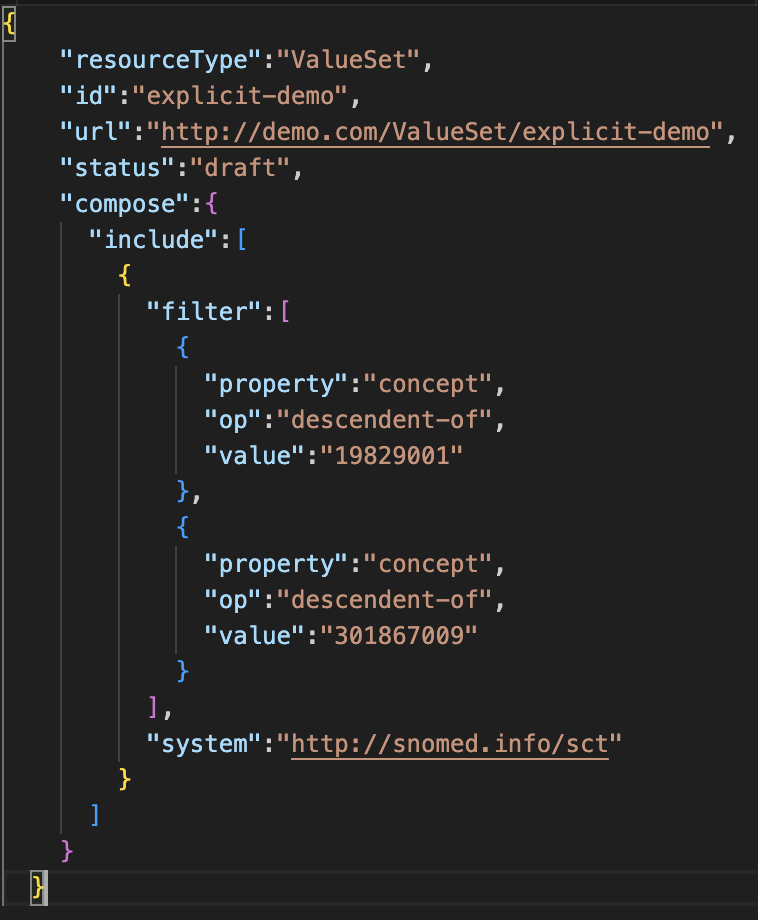 {
"resourceType":"ValueSet",
"id":"explicit-demo",
"url":"http://demo.com/ValueSet/explicit-demo",
"status":"draft",
"compose":{
"include":[
{
"filter":[
{
"property":"concept",
"op":"descendent-of",
"value":"19829001"
},
{
"property":"concept",
"op":"descendent-of",
"value":"301867009"
}
],
"system":"http://snomed.info/sct"
}
]
}
}